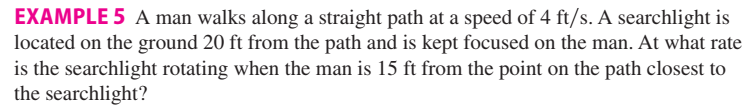 EXAMPLE 5 A man walks along a straight path at a speed of 4 ft/s. A searchlight is
located on the ground 20 ft from the path and is kept focused on the man. At what rate
is the searchlight rotating when the man is 15 ft from the point on the path closest to
the searchlight?